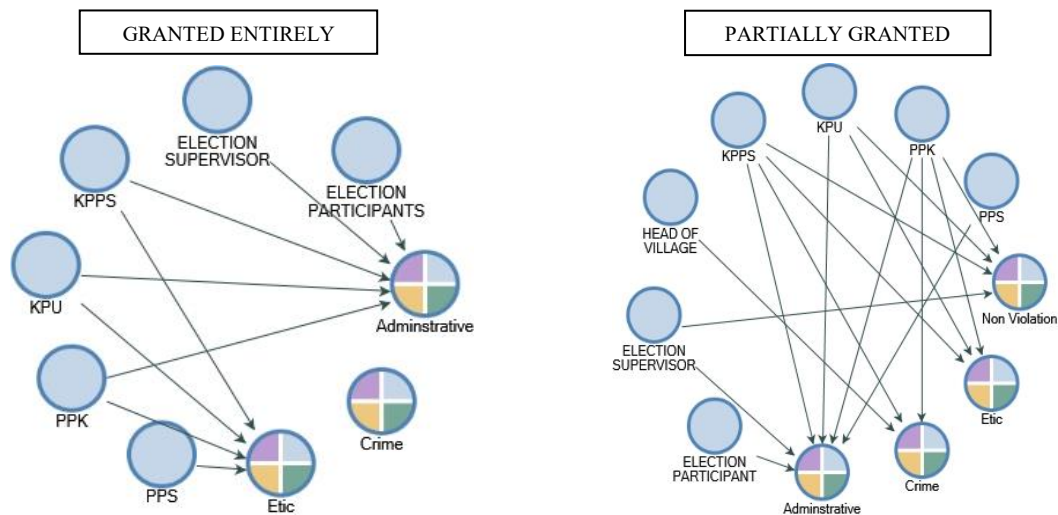 GRANTED ENTIRELY
ELECTION
SUPERVISOR
ELECTION
PARTICIPANTS
KPPS
KPU
Adminstrative
PPK
Crime
PPS
Etic
PARTIALLY GRANTED
KPU
KPPS
PPK
PPS
HEAD OF
VILLAGE
Non Violation
ELECTION
SUPERVISOR
Etic
ELECTION
PARTICIPANT
Crime
Adminstrative